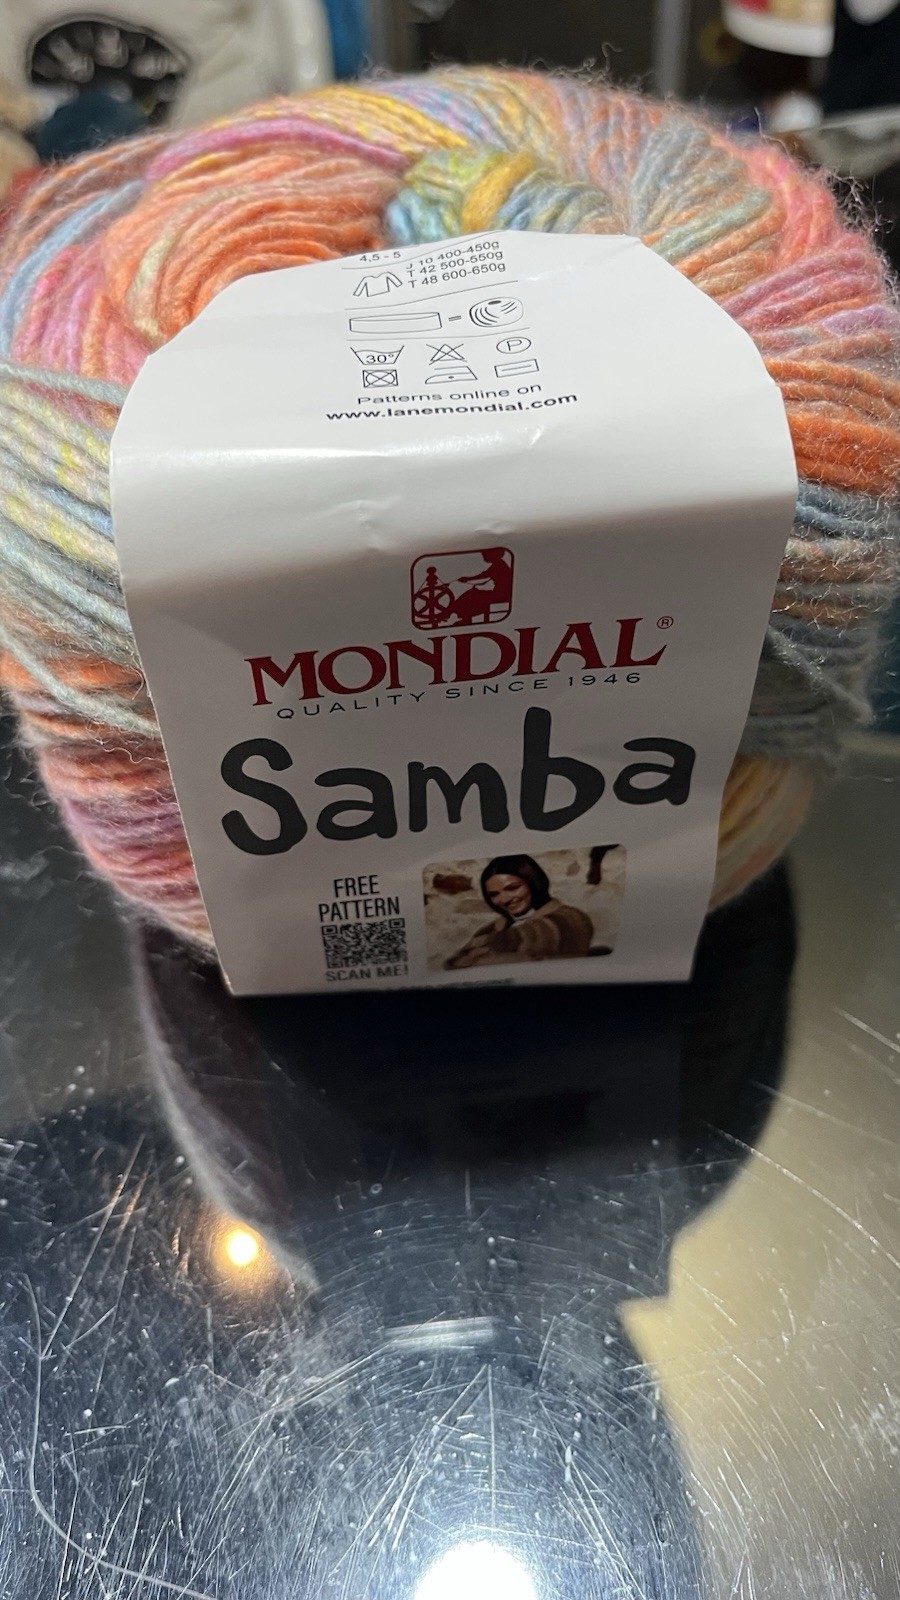 4,5 - 5
J 10 400-450g
T 42 500-550g
T 48 600-650g
=
30°
P
Patterns online on
www.lanemondial.com
MONDIAL®
QUALITY SINCE 1946
Samba
FREE
PATTERN
SCAN ME!